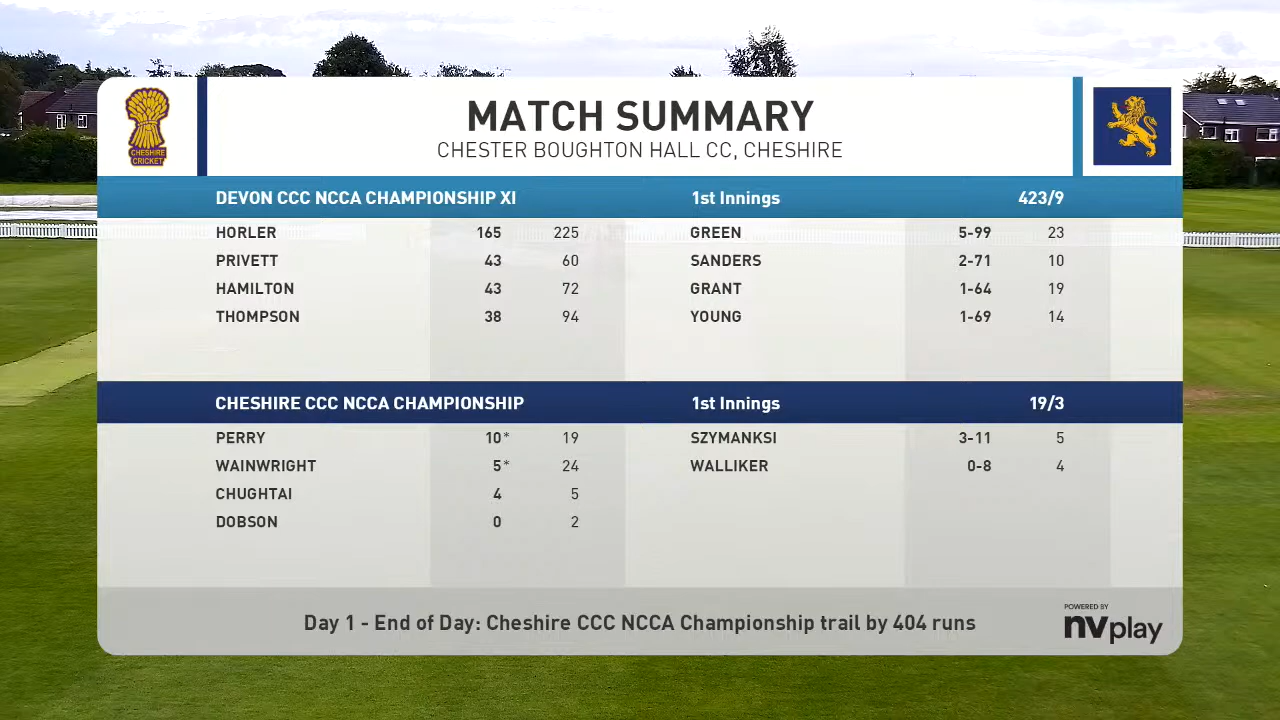 MATCH SUMMARY
CHESTER BOUGHTON HALL CC, CHESHIRE
CHESHIRE
CRICKET
DEVON CCC NCCA CHAMPIONSHIP XI 1st Innings 423/9
HORLER 165 225 GREEN 5-99 23
PRIVETT 43 60 SANDERS 2-71 10
HAMILTON 43 72 GRANT 1-64 19
THOMPSON 38 94 YOUNG 1-69 14
CHESHIRE CCC NCCA CHAMPIONSHIP 1st Innings 19/3
PERRY 10* 19 SZYMANKSI 3-11 5
WAINWRIGHT 5* 24 WALLIKER 0-8 4
CHUGHTAI 4 5
DOBSON 0 2
Day 1 - End of Day: Cheshire CCC NCCA Championship trail by 404 runs
POWERED BY
nvplay